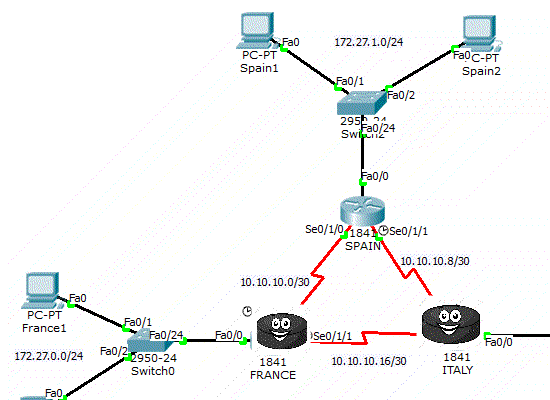 Fa0
172.27.1.0/24
Fa0
PC-PT
Spain1
C-PT
Spain2
Fa0/1
Fa0/2
2950-24
Fa0/24
Fa0/0
Se0/1/0
1841
Se0/1/1
SPAIN
10.10.10.8/30
10.10.10.0/30
Fa0
PC-PT
France1
Fa0/1
Fa0/24
Fa0/0
Se0/1/1
Fa0/0
172.27.0.0/24
Fa0/2
2950-24
Switch0
1841
FRANCE
10.10.10.16/30
1841
ITALY